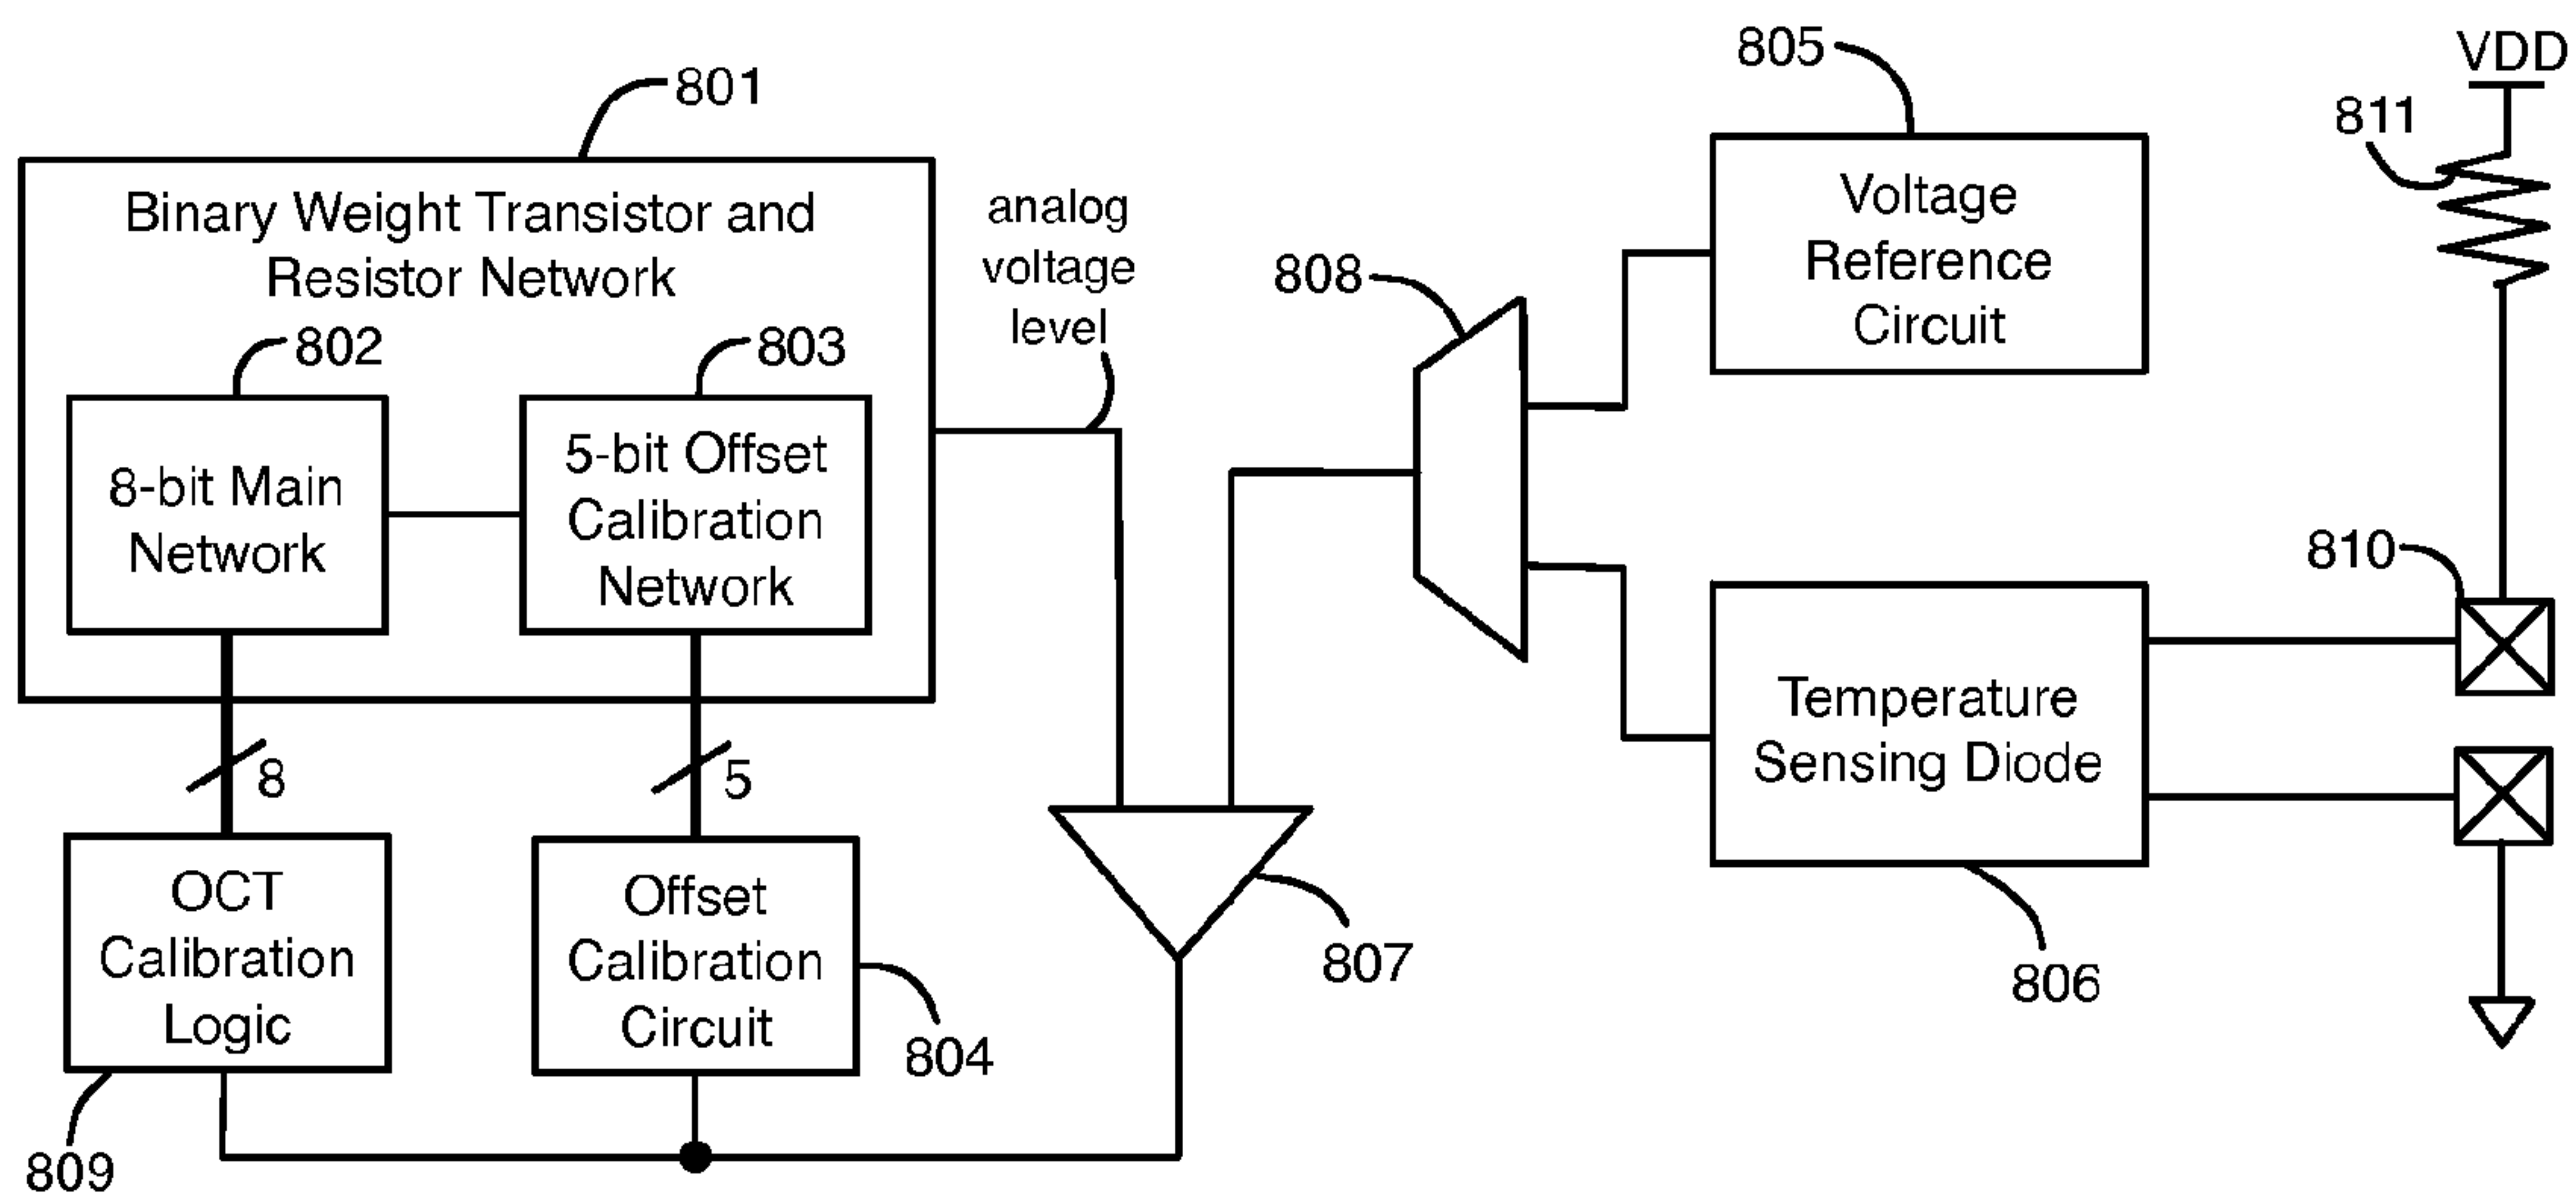 801
Binary Weight Transistor and
Resistor Network
802
8-bit Main
Network
803
5-bit Offset
Calibration
Network
analog
voltage
level
8
5
OCT
Calibration
Logic
809
Offset
Calibration
Circuit
804
807
808
805
Voltage
Reference
Circuit
Temperature
Sensing Diode
806
VDD
811
810